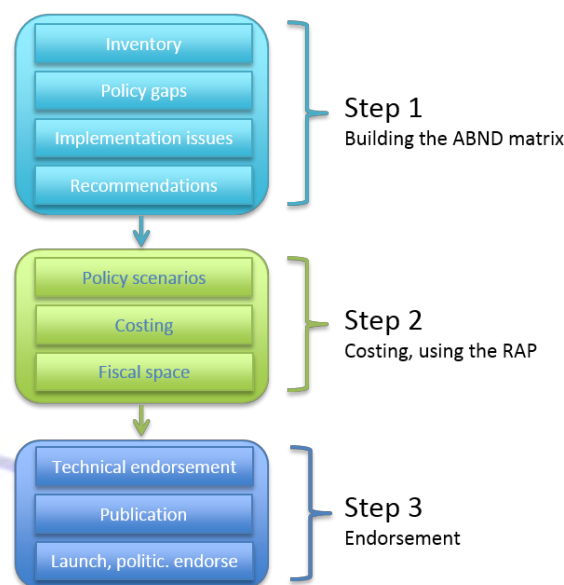 Inventory
Policy gaps
Implementation issues
Recommendations
Step 1
Building the ABND matrix
Policy scenarios
Costing
Fiscal space
Step 2
Costing, using the RAP
Technical endorsement
Publication
Launch, politic. endorse
Step 3
Endorsement